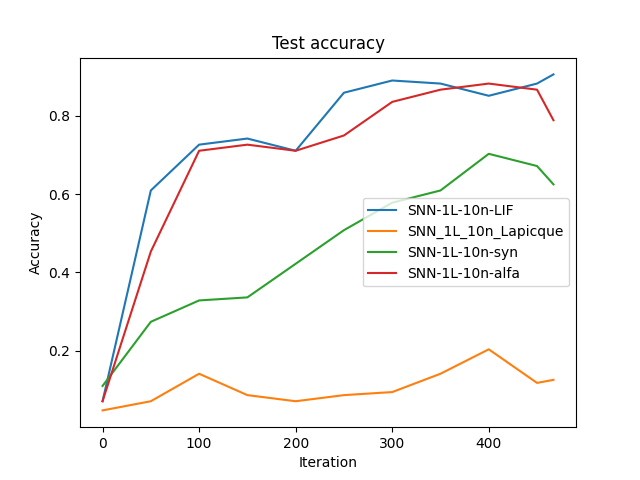 Test accuracy
Accuracy
0.8
0.6
0.4
0.2
SNN-1L-10n-LIF
SNN_1L_10n_Lapicque
SNN-1L-10n-syn
SNN-1L-10n-alfa
0 100 200 300 400
Iteration